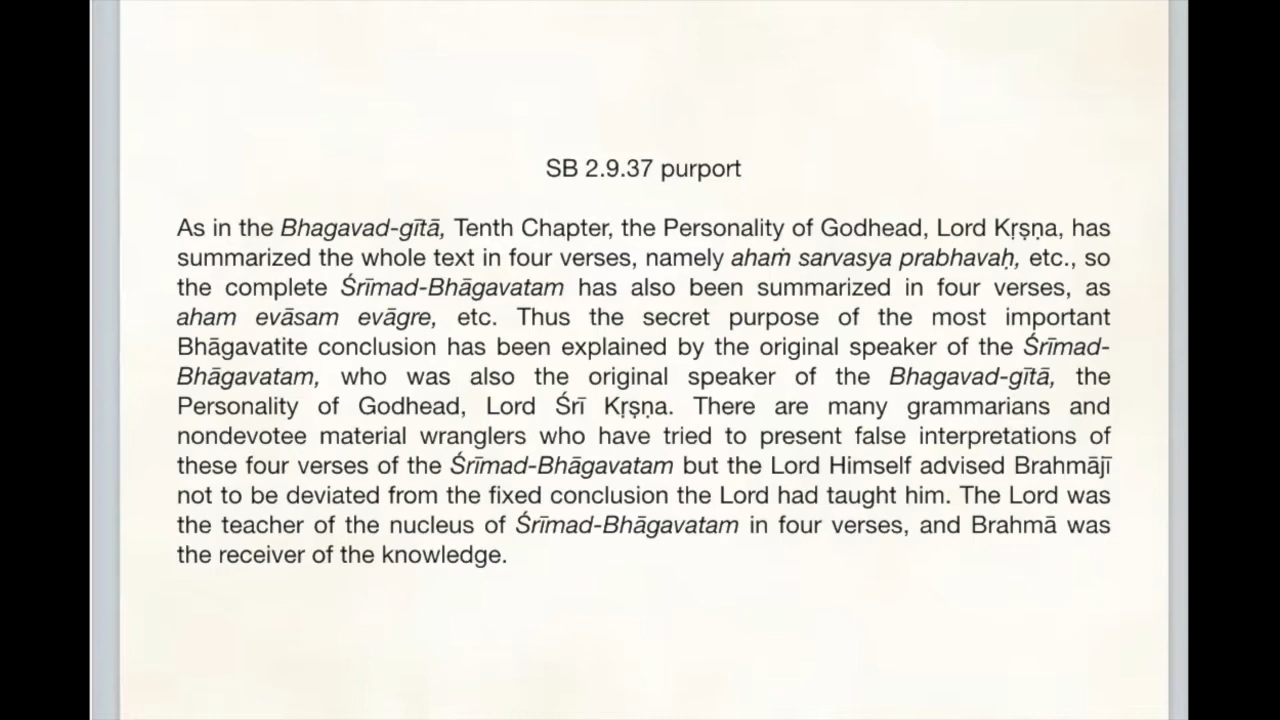 SB 2.9.37 purport
As in the Bhagavad-gītā, Tenth Chapter, the Personality of Godhead, Lord Kṛṣṇa, has
summarized the whole text in four verses, namely ahaṁ sarvasya prabhavaḥ, etc., so
the complete Śrīmad-Bhāgavatam has also been summarized in four verses, as
aham evāsam evāgre, etc. Thus the secret purpose of the most important
Bhāgavatite conclusion has been explained by the original speaker of the Śrīmad-
Bhāgavatam, who was also the original speaker of the Bhagavad-gītā, the
Personality of Godhead, Lord Śrī Kṛṣṇa. There are many grammarians and
nondevotee material wranglers who have tried to present false interpretations of
these four verses of the Śrīmad-Bhāgavatam but the Lord Himself advised Brahmājī
not to be deviated from the fixed conclusion the Lord had taught him. The Lord was
the teacher of the nucleus of Śrīmad-Bhāgavatam in four verses, and Brahmā was
the receiver of the knowledge.